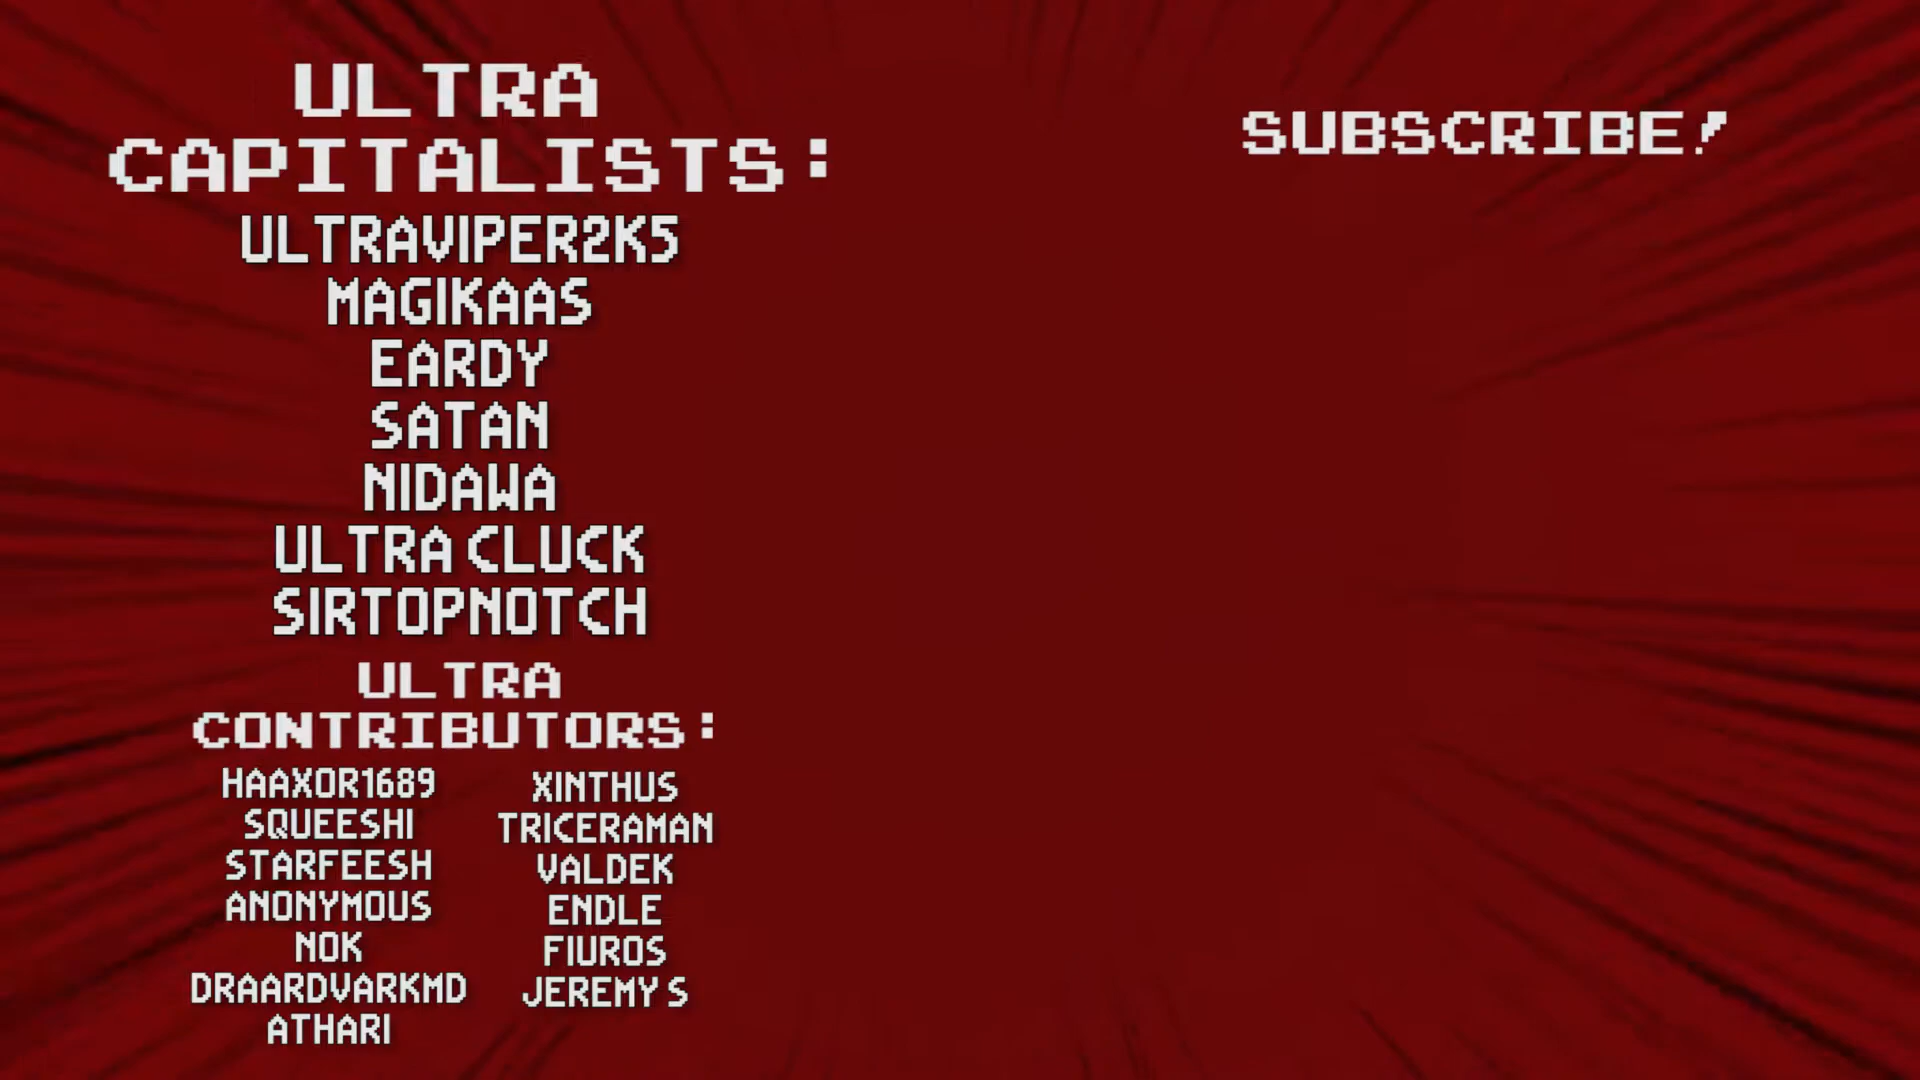 ULTRA
CAPITALISTS:
ULTRAVIPER2K5
MAGIKAAS
EARDY
SATAN
NIDAWA
ULTRA CLUCK
SIRTOPNOTCH
ULTRA
CONTRIBUTORS:
HAAXOR1689
SQUEESHI
STARFEESH
ANONYMOUS
NOK
DRAARDVARKMD
ATHARI
XINTHUS
TRICERAMAN
VALDEK
ENDLE
FIUROS
JEREMY S
SUBSCRIBE!